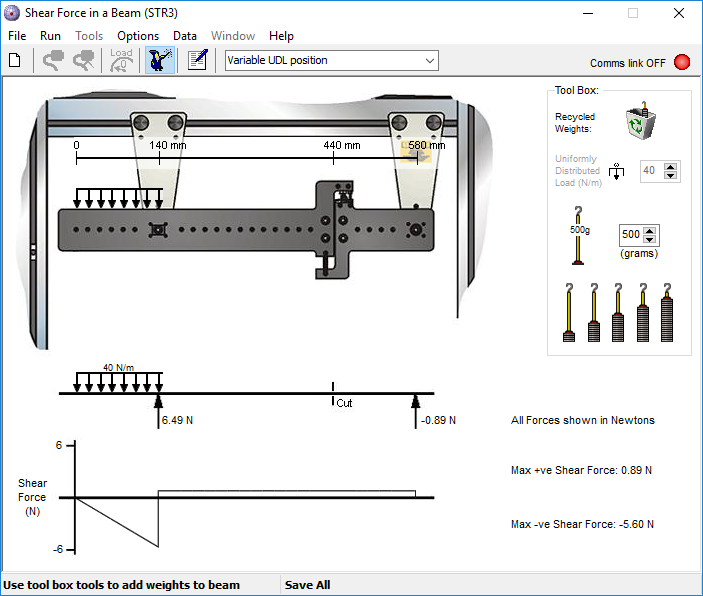 Shear Force in a Beam (STR3)
File Run Tools Options Data Window Help
Load
Variable UDL position
Comms link OFF
Tool Box:
Recycled
Weights:
0 140 mm 440 mm 580 mm
Uniformly
Distributed
Load (N/m)
40
500g
500
(grams)
40 N/m
Cut
6.49 N
-0.89 N
All Forces shown in Newtons
6
Max +ve Shear Force: 0.89 N
Shear
Force
(N)
Max -ve Shear Force: -5.60 N
-6
Use tool box tools to add weights to beam
Save All